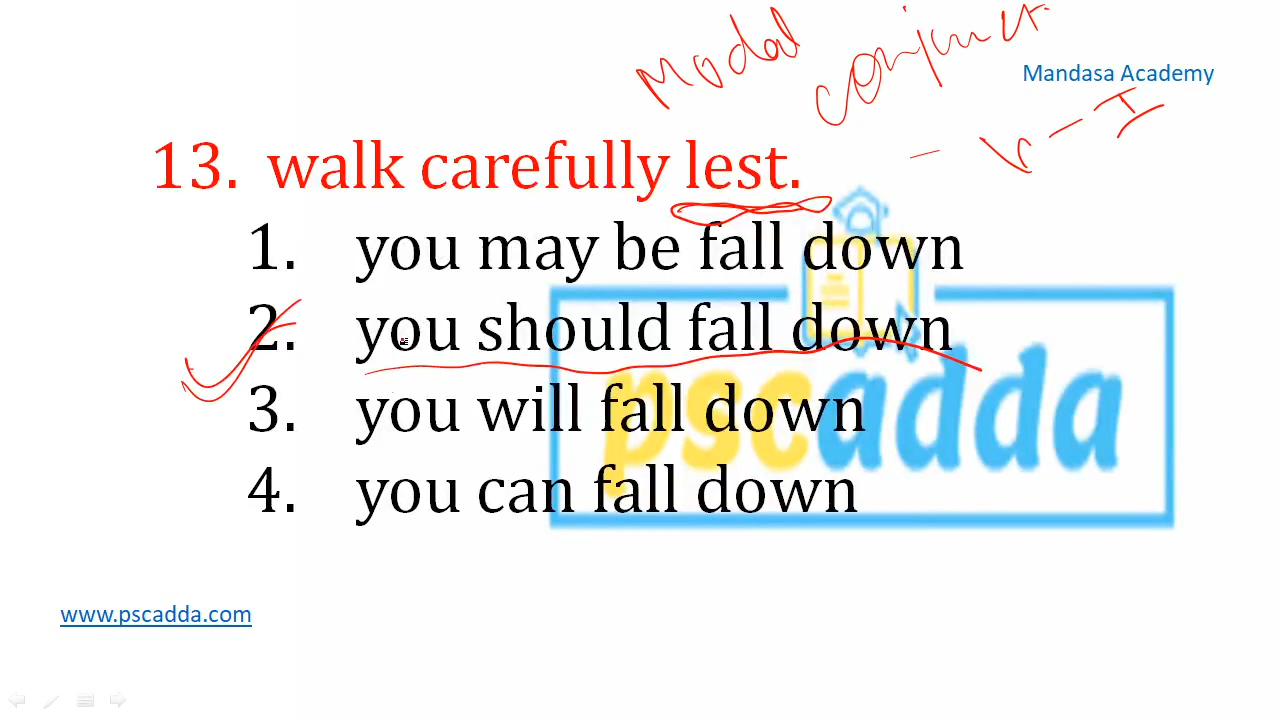 Modal conjunct
Mandasa Academy
V - I
13. walk carefully lest.
1. you may be fall down
2. you should fall down
3. you will fall down
4. you can fall down
pscadda
www.pscadda.com